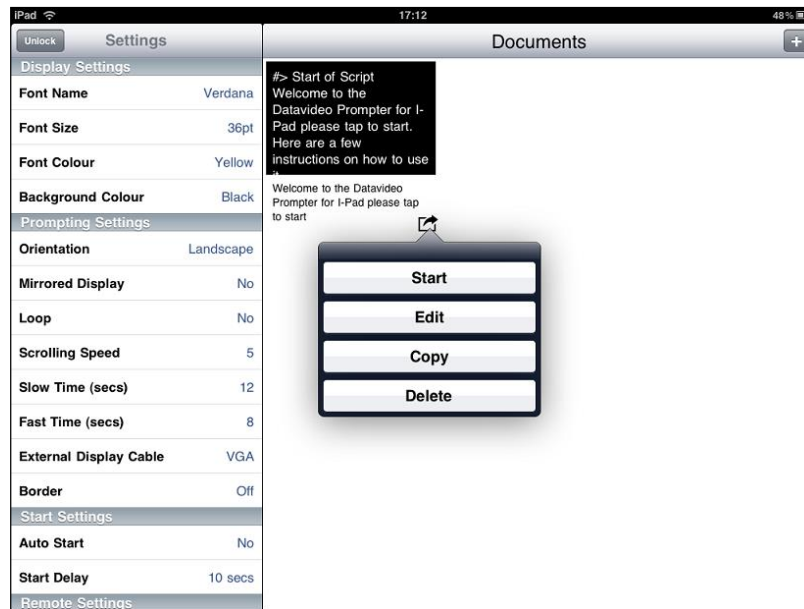 iPad 17:12 48%
Unlock Settings
Documents +
Display Settings
Font Name Verdana
Font Size 36pt
Font Colour Yellow
Background Colour Black
Prompting Settings
Orientation Landscape
Mirrored Display No
Loop No
Scrolling Speed 5
Slow Time (secs) 12
Fast Time (secs) 8
External Display Cable VGA
Border Off
Start Settings
Auto Start No
Start Delay 10 secs
Remote Settings
#> Start of Script
Welcome to the
Datavideo Prompter for I-
Pad please tap to start.
Here are a few
instructions on how to use
Welcome to the Datavideo
Prompter for I-Pad please tap
to start
Start
Edit
Copy
Delete